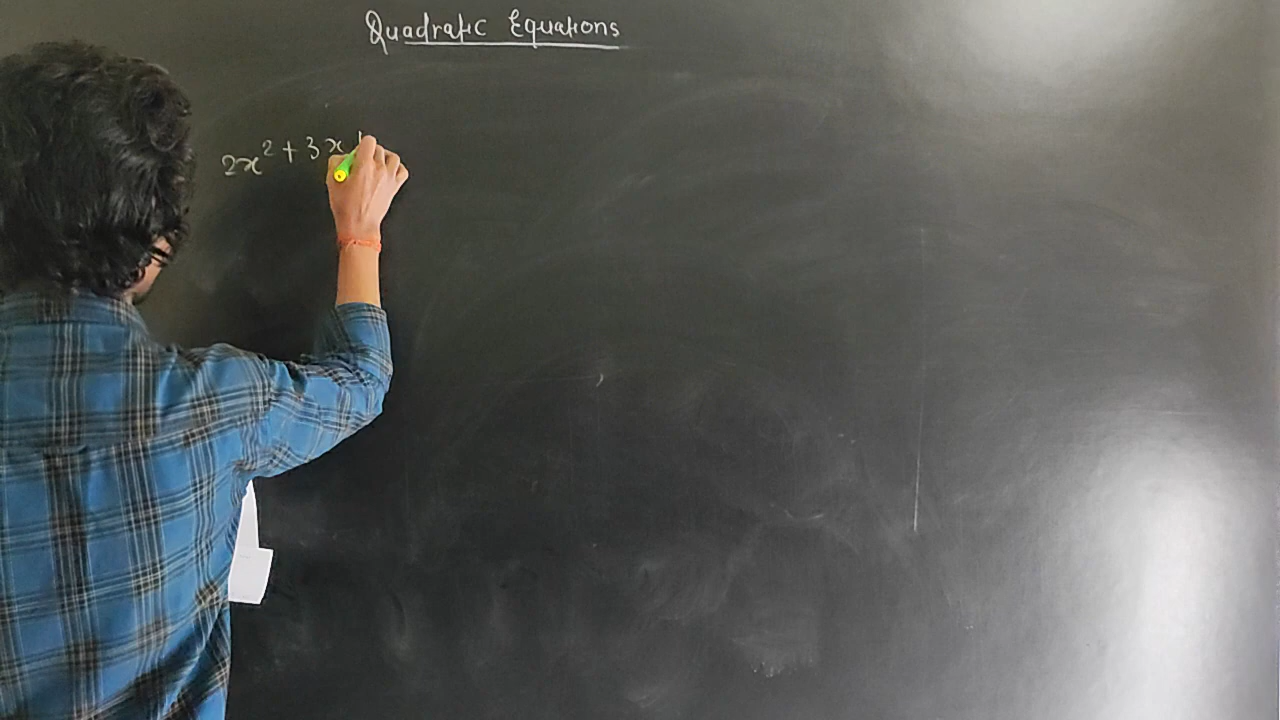 Quadratic Equations
2x² + 3x